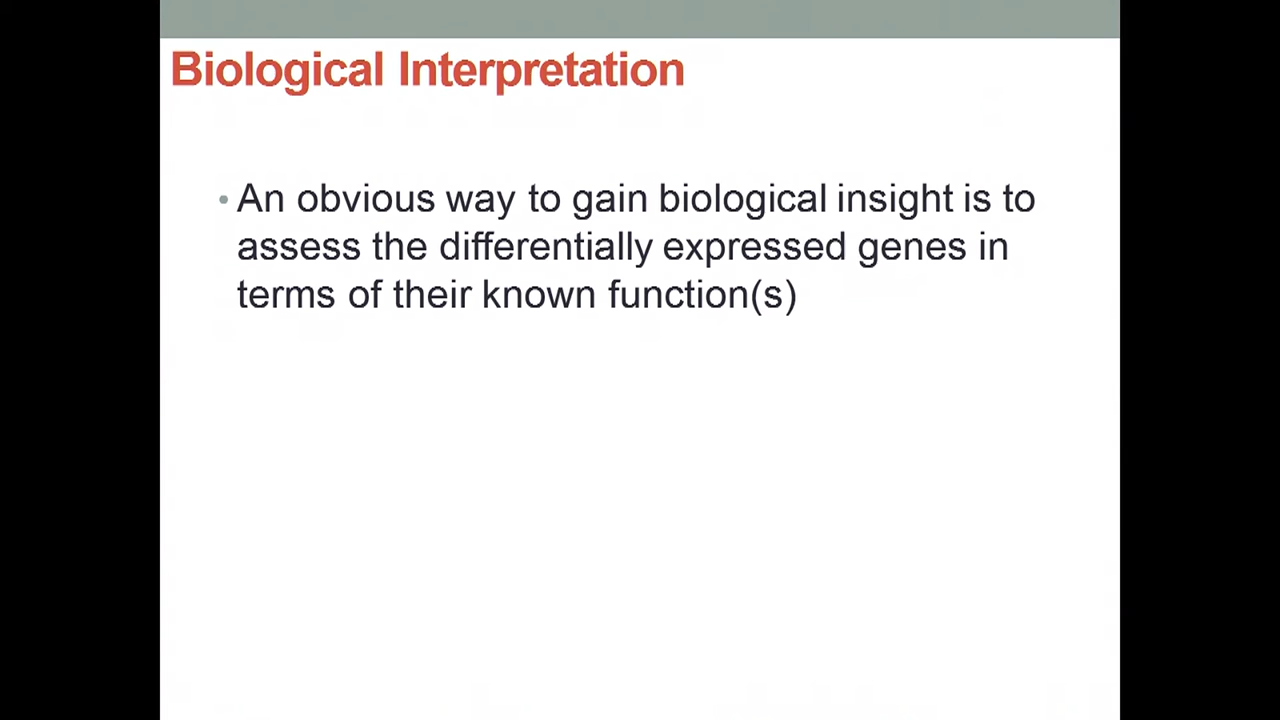 Biological Interpretation
• An obvious way to gain biological insight is to
assess the differentially expressed genes in
terms of their known function(s)